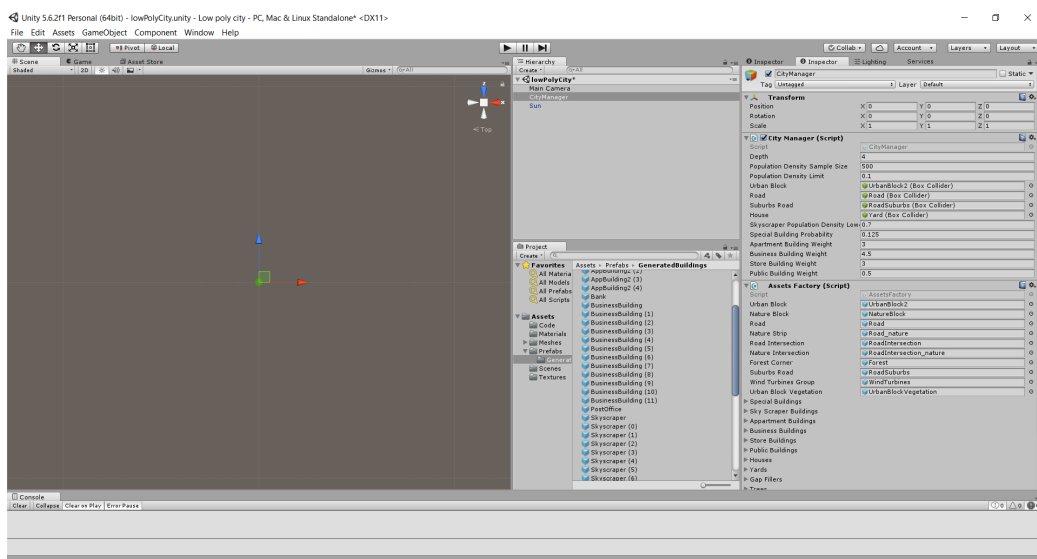 Unity 5.6.2f1 Personal (64bit) - lowPolyCity.unity - Low poly city - PC, Mac & Linux Standalone* <DX11>
File Edit Assets GameObject Component Window Help
Pivot Local Collab Account Layers Layout
Scene Game Asset Store
Shaded 2D Gizmos All
Top
Hierarchy
Create All
lowPolyCity*
Main Camera
CityManager
Sun
Project
Create
Favorites
All Materia
All Models
All Prefabs
All Scripts
Assets
Code
Materials
Meshes
Prefabs
Generat
Scenes
Textures
Assets Prefabs GeneratedBuildings
AppBuilding2 (2)
AppBuilding2 (3)
AppBuilding2 (4)
Bank
BusinessBuilding
BusinessBuilding (1)
BusinessBuilding (2)
BusinessBuilding (3)
BusinessBuilding (4)
BusinessBuilding (5)
BusinessBuilding (6)
BusinessBuilding (7)
BusinessBuilding (8)
BusinessBuilding (9)
BusinessBuilding (10)
BusinessBuilding (11)
PostOffice
Skyscraper
Skyscraper (0)
Skyscraper (1)
Skyscraper (2)
Skyscraper (3)
Skyscraper (4)
Skyscraper (5)
Skyscraper (6)
Inspector Inspector Lighting Services
CityManager Static
Tag Untagged Layer Default
Transform
Position X 0 Y 0 Z 0
Rotation X 0 Y 0 Z 0
Scale X 1 Y 1 Z 1
City Manager (Script)
Script CityManager
Depth 4
Population Density Sample Size 500
Population Density Limit 0.1
Urban Block UrbanBlock2 (Box Collider)
Road Road (Box Collider)
Suburbs Road RoadSuburbs (Box Collider)
House Yard (Box Collider)
Skyscraper Population Density Low 0.7
Special Building Probability 0.125
Apartment Building Weight 3
Business Building Weight 4.5
Store Building Weight 3
Public Building Weight 0.5
Assets Factory (Script)
Script AssetsFactory
Urban Block UrbanBlock2
Nature Block NatureBlock
Road Road
Nature Strip Road_nature
Road Intersection RoadIntersection
Nature Intersection RoadIntersection_nature
Forest Corner Forest
Suburbs Road RoadSuburbs
Wind Turbines Group WindTurbines
Urban Block Vegetation UrbanBlockVegetation
Special Buildings
Sky Scraper Buildings
Appartment Buildings
Business Buildings
Store Buildings
Public Buildings
Houses
Yards
Gap Fillers
Trees
Console
Clear Collapse Clear on Play Error Pause 0 0